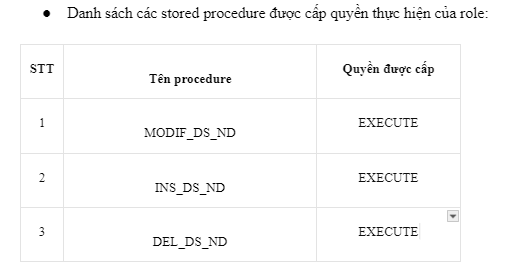 ● Danh sách các stored procedure được cấp quyền thực hiện của role:
STT Tên procedure Quyền được cấp
1 MODIF_DS_ND EXECUTE
2 INS_DS_ND EXECUTE
3 DEL_DS_ND EXECUTE